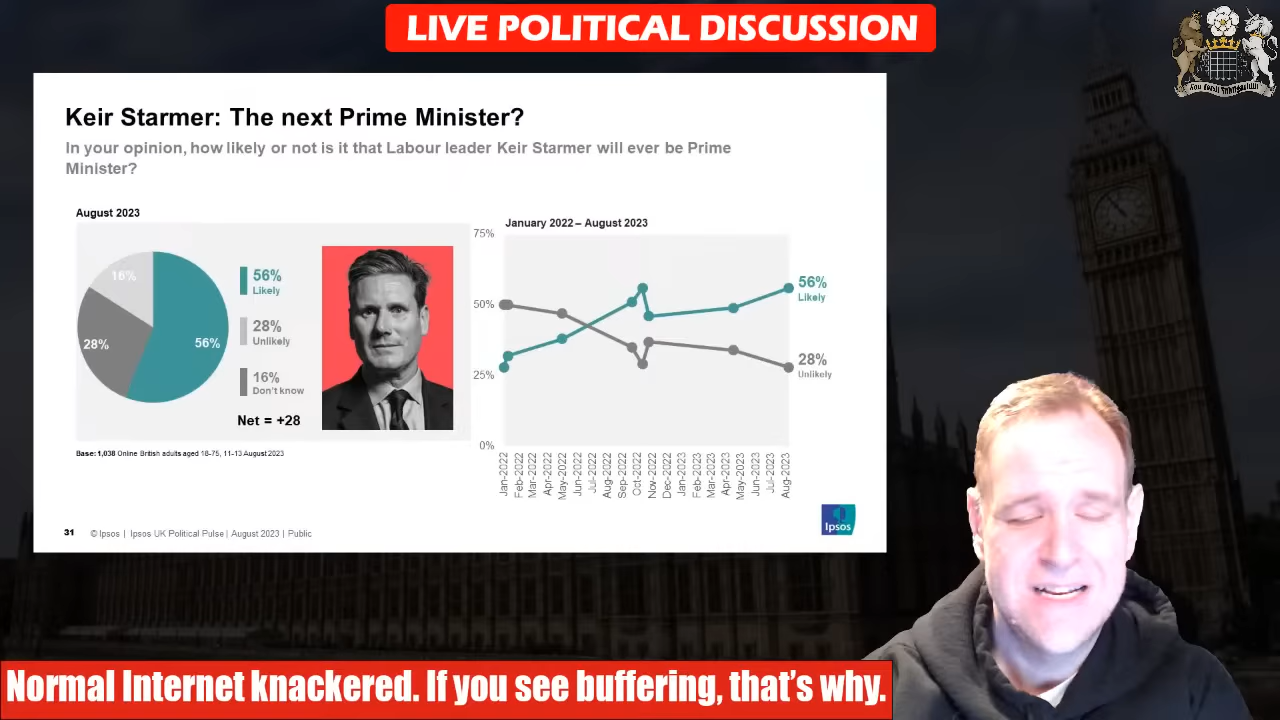 LIVE POLITICAL DISCUSSION
Keir Starmer: The next Prime Minister?
In your opinion, how likely or not is it that Labour leader Keir Starmer will ever be Prime
Minister?
August 2023
16%
28%
56%
56%
Likely
28%
Unlikely
16%
Don't know
Net = +28
Base: 1,038 Online British adults aged 18-75, 11-13 August 2023
January 2022 – August 2023
75%
50%
25%
0%
56%
Likely
28%
Unlikely
Jan-2022
Feb-2022
Mar-2022
Apr-2022
May-2022
Jun-2022
Jul-2022
Aug-2022
Sep-2022
Oct-2022
Nov-2022
Dec-2022
Jan-2023
Feb-2023
Mar-2023
Apr-2023
May-2023
Jun-2023
Jul-2023
Aug-2023
31
© Ipsos | Ipsos UK Political Pulse | August 2023 | Public
Ipsos
Normal Internet knackered. If you see buffering, that's why.